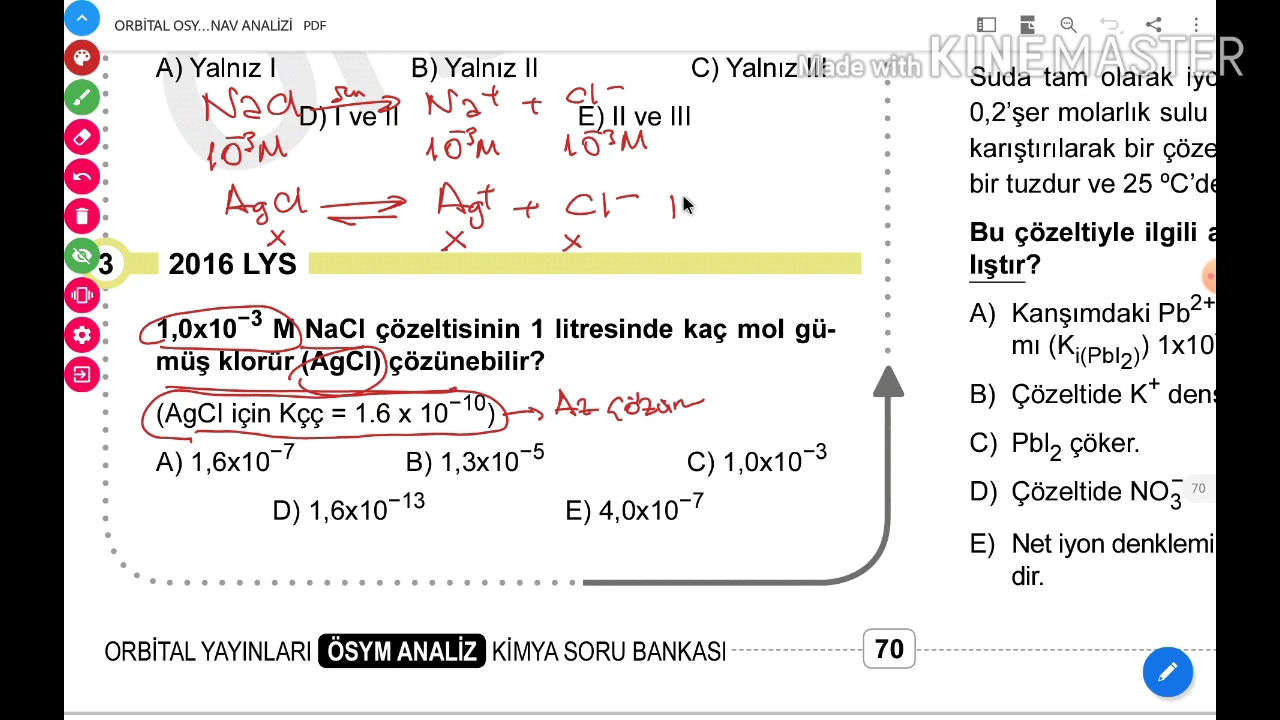 ORBİTAL OSY...NAV ANALİZİ PDF
Made with KINEMASTER
A) Yalnız I B) Yalnız II C) Yalnız III
D) I ve II E) II ve III
NaCl suu Na+ + Cl−
10−3M 10−3M 10−3M
AgCl ⇌ Ag+ + Cl−
x x x
3 2016 LYS
1,0x10−3 M NaCl çözeltisinin 1 litresinde kaç mol gü-
müş klorür (AgCl) çözünebilir?
(AgCl için Kçç = 1.6 x 10−10) → Az çözün
A) 1,6x10−7 B) 1,3x10−5 C) 1,0x10−3
D) 1,6x10−13 E) 4,0x10−7
ORBİTAL YAYINLARI ÖSYM ANALİZ KİMYA SORU BANKASI 70
Suda tam olarak iyo
0,2'şer molarlık sulu
karıştırılarak bir çöze
bir tuzdur ve 25 ºC'de
Bu çözeltiyle ilgili a
lıştır?
A) Karışımdaki Pb2+
mı (Ki(PbI2)) 1x10
B) Çözeltide K+ deri
C) PbI2 çöker.
D) Çözeltide NO3−
70
E) Net iyon denklemi
dir.